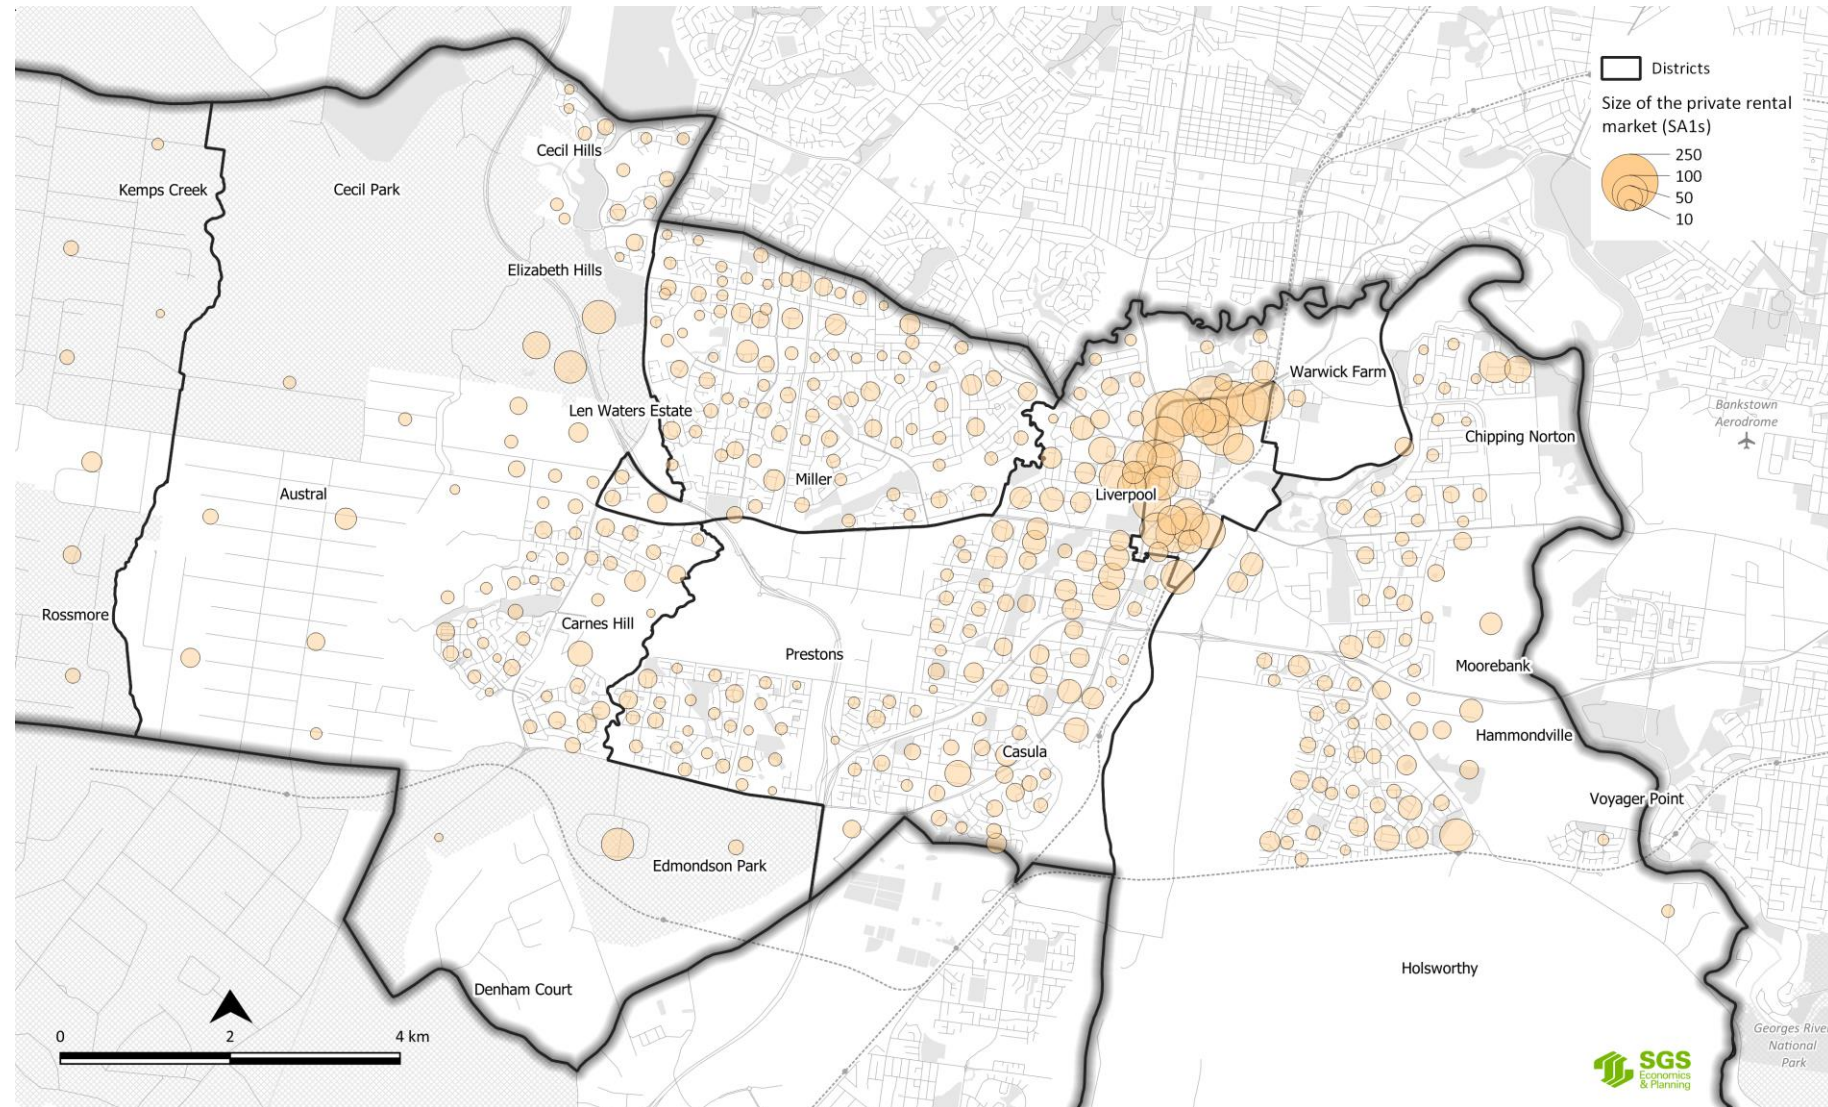 Districts
Size of the private rental
market (SA1s)
250
100
50
10
Cecil Hills
Kemps Creek
Cecil Park
Elizabeth Hills
Warwick Farm
Len Waters Estate
Bankstown
Aerodrome
Chipping Norton
Miller
Austral
Liverpool
Rossmore
Carnes Hill
Prestons
Moorebank
Hammondville
Casula
Voyager Point
Edmondson Park
Holsworthy
Denham Court
0 2 4 km
Georges River
National
Park
SGS
Economics
& Planning